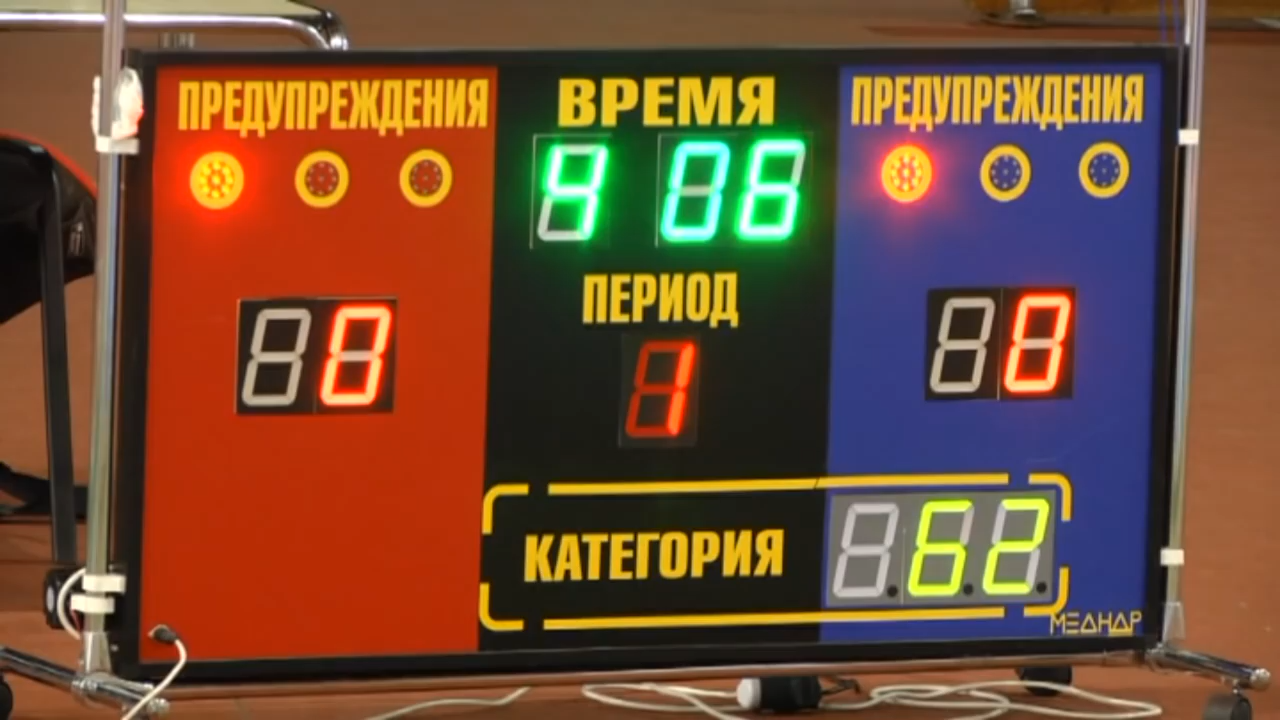 ПРЕДУПРЕЖДЕНИЯ ВРЕМЯ ПРЕДУПРЕЖДЕНИЯ
4 06
ПЕРИОД
0 1 0
КАТЕГОРИЯ 62
МЕДНАР